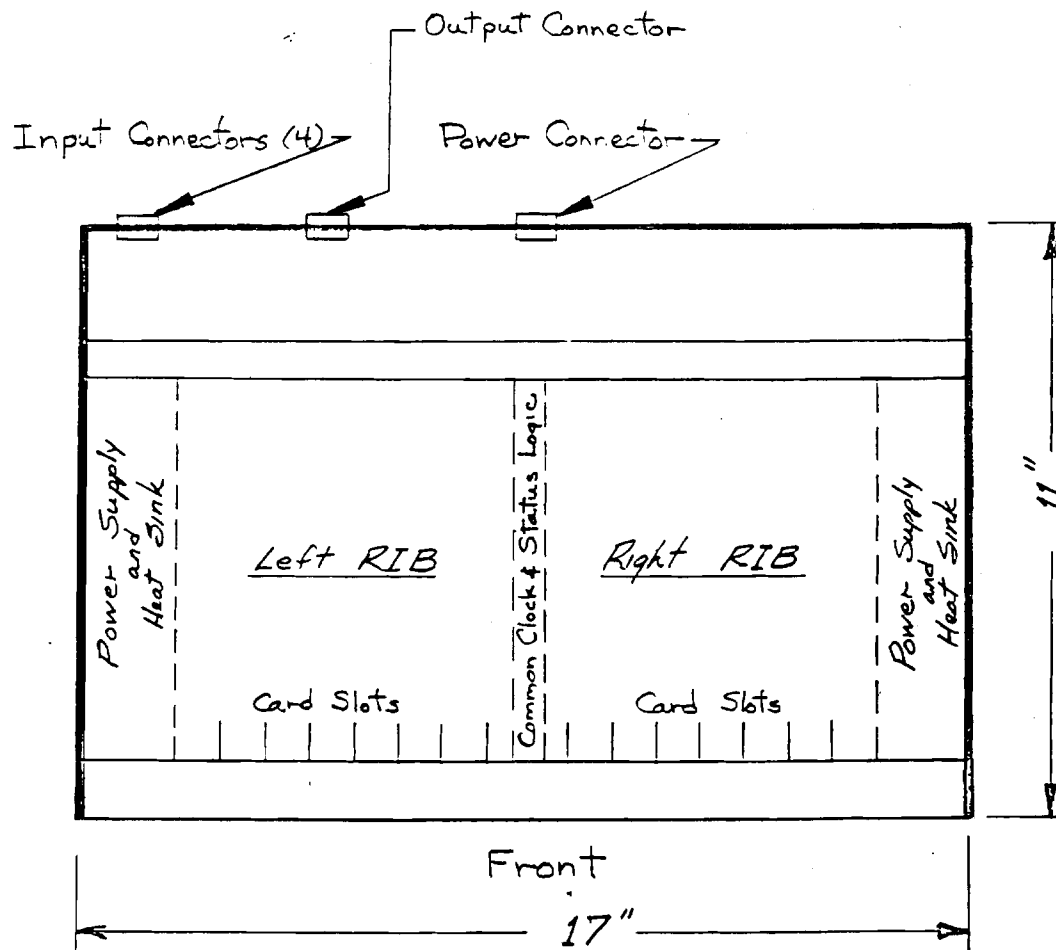 Output Connector
Input Connectors (4)
Power Connector
Power Supply
and
Heat Sink
Left RIB
Common Clock & Status Logic
Right RIB
Power Supply
and
Heat Sink
11"
Card Slots
Card Slots
Front
17"